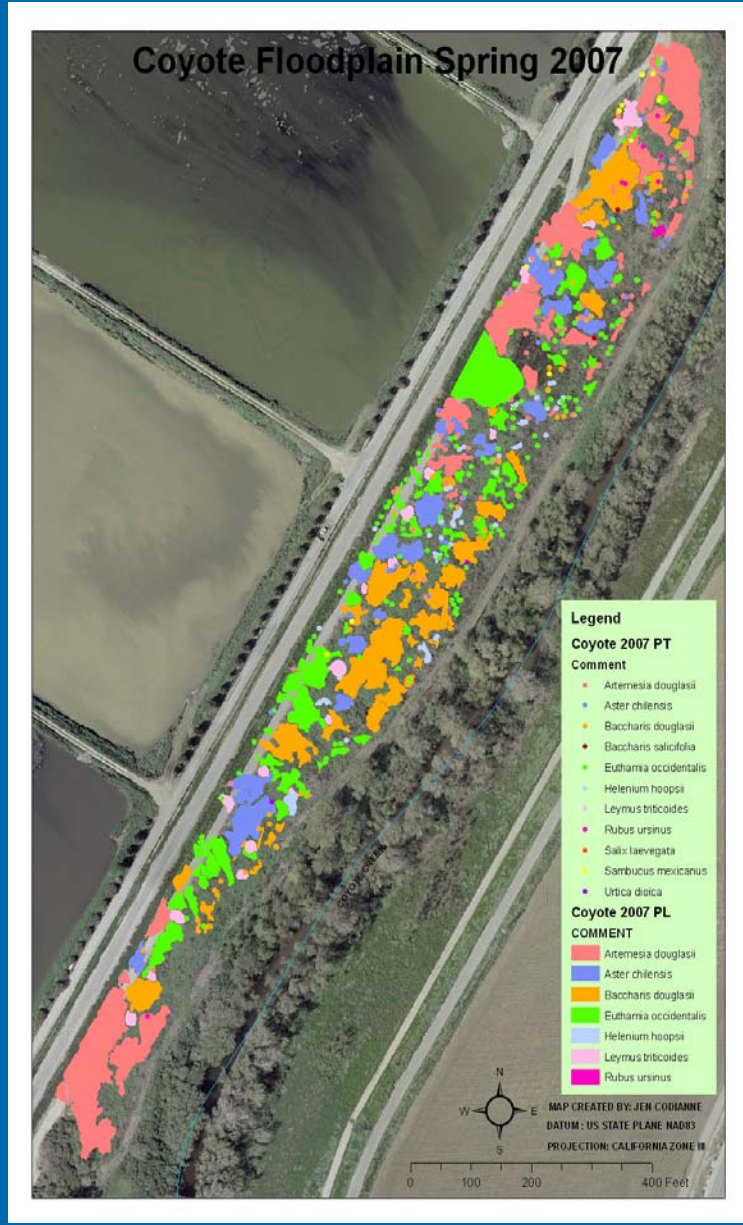 Coyote Floodplain Spring 2007
Legend
Coyote 2007 PT
Comment
Artemesia douglasii
Aster chilensis
Baccharis douglasii
Baccharis salicifolia
Euthamia occidentalis
Helenium hoopsii
Leymus triticoides
Rubus ursinus
Salix laevegata
Sambucus mexicanus
Urtica dioica
Coyote 2007 PL
COMMENT
Artemesia douglasii
Aster chilensis
Baccharis douglasii
Euthamia occidentalis
Helenium hoopsii
Leymus triticoides
Rubus ursinus
COYOTE CREEK
N
W
E
S
MAP CREATED BY: JEN CODIANNE
DATUM : US STATE PLANE NAD83
PROJECTION: CALIFORNIA ZONE III
0
100
200
400 Feet